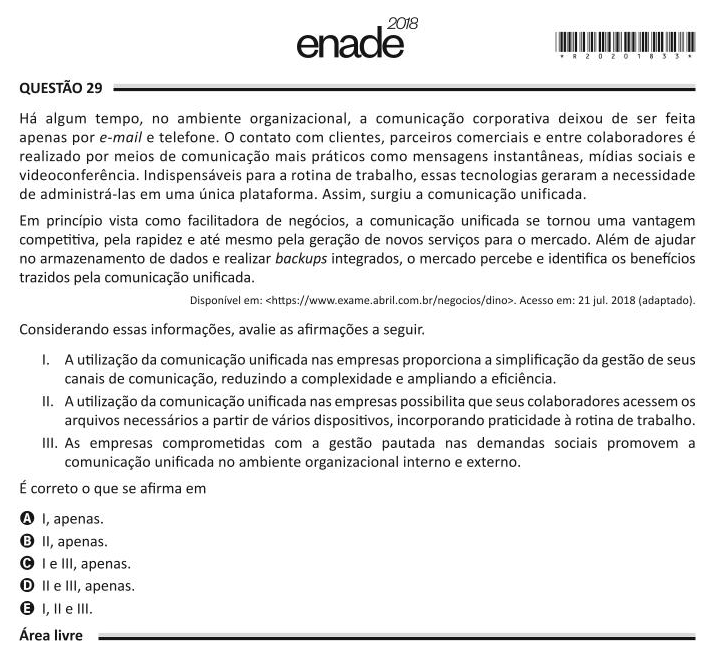 enade 2018
* R 2 0 2 0 1 8 3 3 *
QUESTÃO 29
Há algum tempo, no ambiente organizacional, a comunicação corporativa deixou de ser feita
apenas por e-mail e telefone. O contato com clientes, parceiros comerciais e entre colaboradores é
realizado por meios de comunicação mais práticos como mensagens instantâneas, mídias sociais e
videoconferência. Indispensáveis para a rotina de trabalho, essas tecnologias geraram a necessidade
de administrá-las em uma única plataforma. Assim, surgiu a comunicação unificada.
Em princípio vista como facilitadora de negócios, a comunicação unificada se tornou uma vantagem
competitiva, pela rapidez e até mesmo pela geração de novos serviços para o mercado. Além de ajudar
no armazenamento de dados e realizar backups integrados, o mercado percebe e identifica os benefícios
trazidos pela comunicação unificada.
Disponível em: <https://www.exame.abril.com.br/negocios/dino>. Acesso em: 21 jul. 2018 (adaptado).
Considerando essas informações, avalie as afirmações a seguir.
I. A utilização da comunicação unificada nas empresas proporciona a simplificação da gestão de seus
canais de comunicação, reduzindo a complexidade e ampliando a eficiência.
II. A utilização da comunicação unificada nas empresas possibilita que seus colaboradores acessem os
arquivos necessários a partir de vários dispositivos, incorporando praticidade à rotina de trabalho.
III. As empresas comprometidas com a gestão pautada nas demandas sociais promovem a
comunicação unificada no ambiente organizacional interno e externo.
É correto o que se afirma em
A I, apenas.
B II, apenas.
C I e III, apenas.
D II e III, apenas.
E I, II e III.
Área livre